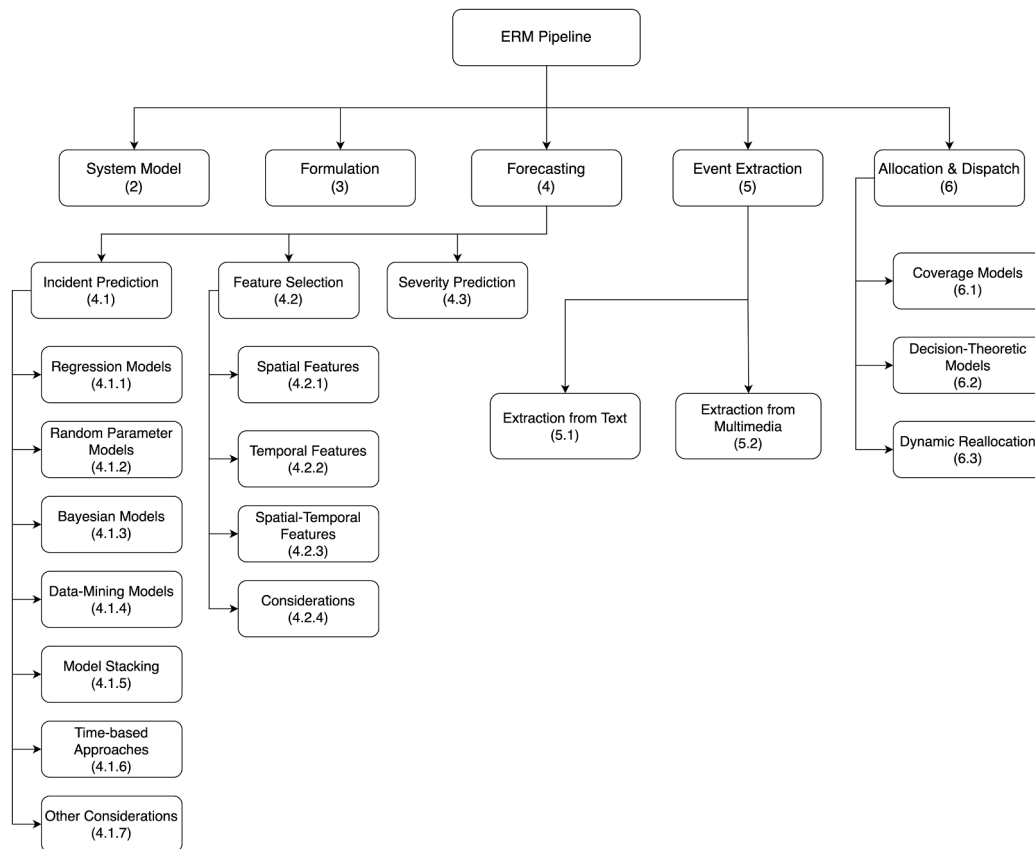 ERM Pipeline
System Model
(2)
Formulation
(3)
Forecasting
(4)
Event Extraction
(5)
Allocation & Dispatch
(6)
Incident Prediction
(4.1)
Feature Selection
(4.2)
Severity Prediction
(4.3)
Regression Models
(4.1.1)
Random Parameter
Models
(4.1.2)
Bayesian Models
(4.1.3)
Data-Mining Models
(4.1.4)
Model Stacking
(4.1.5)
Time-based
Approaches
(4.1.6)
Other Considerations
(4.1.7)
Spatial Features
(4.2.1)
Temporal Features
(4.2.2)
Spatial-Temporal
Features
(4.2.3)
Considerations
(4.2.4)
Extraction from Text
(5.1)
Extraction from
Multimedia
(5.2)
Coverage Models
(6.1)
Decision-Theoretic
Models
(6.2)
Dynamic Reallocation
(6.3)